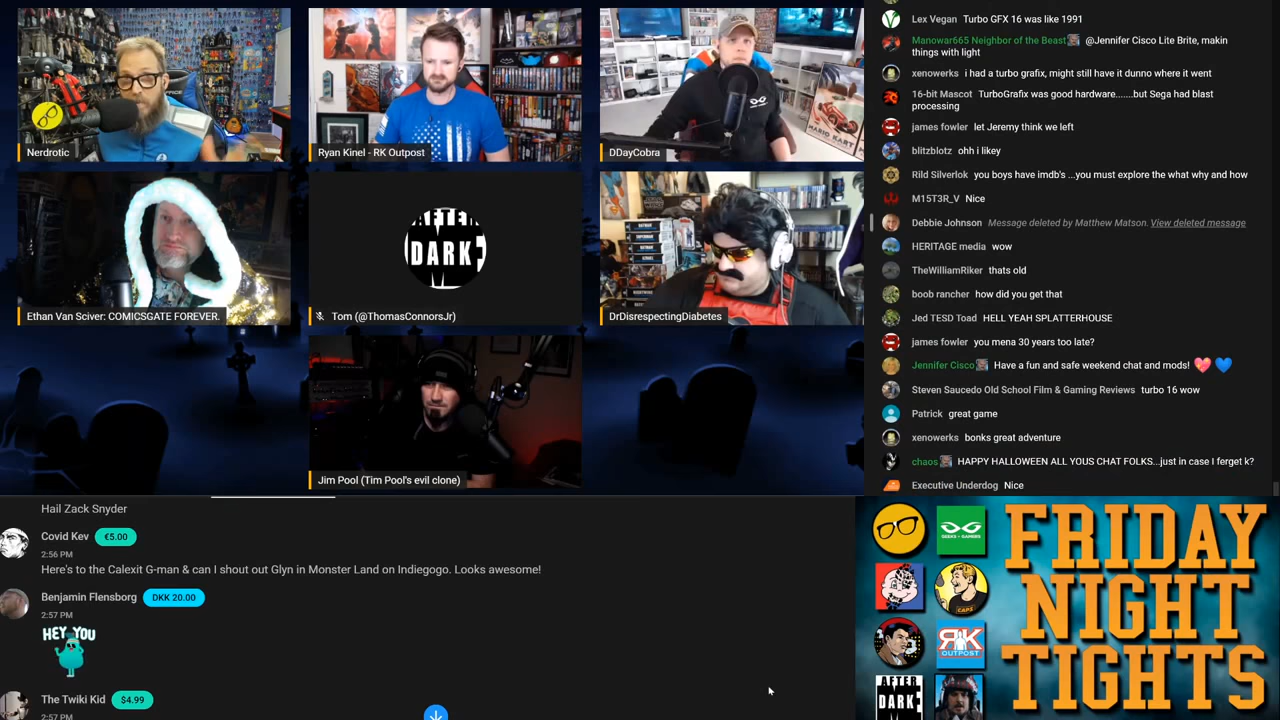 Nerdrotic
Ryan Kinel - RK Outpost
DDayCobra
MARIO KART
Ethan Van Sciver: COMICSGATE FOREVER.
AFTER
DARK
Tom (@ThomasConnorsJr)
DrDisrespectingDiabetes
Jim Pool (Tim Pool's evil clone)
Lex Vegan Turbo GFX 16 was like 1991
Manowar665 Neighbor of the Beast @Jennifer Cisco Lite Brite, makin
things with light
xenowerks i had a turbo grafix, might still have it dunno where it went
16-bit Mascot TurboGrafix was good hardware.......but Sega had blast
processing
james fowler let Jeremy think we left
blitzblotz ohh i likey
Rild Silverlok you boys have imdb's ...you must explore the what why and how
M15T3R_V Nice
Debbie Johnson Message deleted by Matthew Matson. View deleted message
HERITAGE media wow
TheWilliamRiker thats old
boob rancher how did you get that
Jed TESD Toad HELL YEAH SPLATTERHOUSE
james fowler you mena 30 years too late?
Jennifer Cisco Have a fun and safe weekend chat and mods! 💖💙
Steven Saucedo Old School Film & Gaming Reviews turbo 16 wow
Patrick great game
xenowerks bonks great adventure
chaos HAPPY HALLOWEEN ALL YOUS CHAT FOLKS...just in case I ferget k?
Executive Underdog Nice
Hail Zack Snyder
Covid Kev €5.00
2:56 PM
Here's to the Calexit G-man & can I shout out Glyn in Monster Land on Indiegogo. Looks awesome!
Benjamin Flensborg DKK 20.00
2:57 PM
HEY YOU
The Twiki Kid $4.99
2:57 PM
GEEKS + GAMERS
CAPS
RK
OUTPOST
AFTER
DARK
FRIDAY
NIGHT
TIGHTS